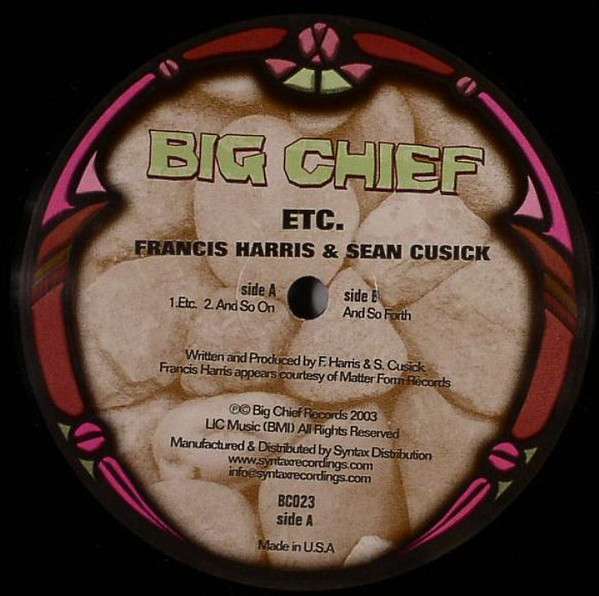 BIG CHIEF
ETC.
FRANCIS HARRIS & SEAN CUSICK
side A
1.Etc. 2. And So On
side B
And So Forth
Written and Produced by F. Harris & S. Cusick
Francis Harris appears courtesy of Matter Form Records
℗© Big Chief Records 2003
LIC Music (BMI) All Rights Reserved
Manufactured & Distributed by Syntax Distribution
www.syntaxrecordings.com
info@syntaxrecordings.com
BC023
side A
Made in U.S.A